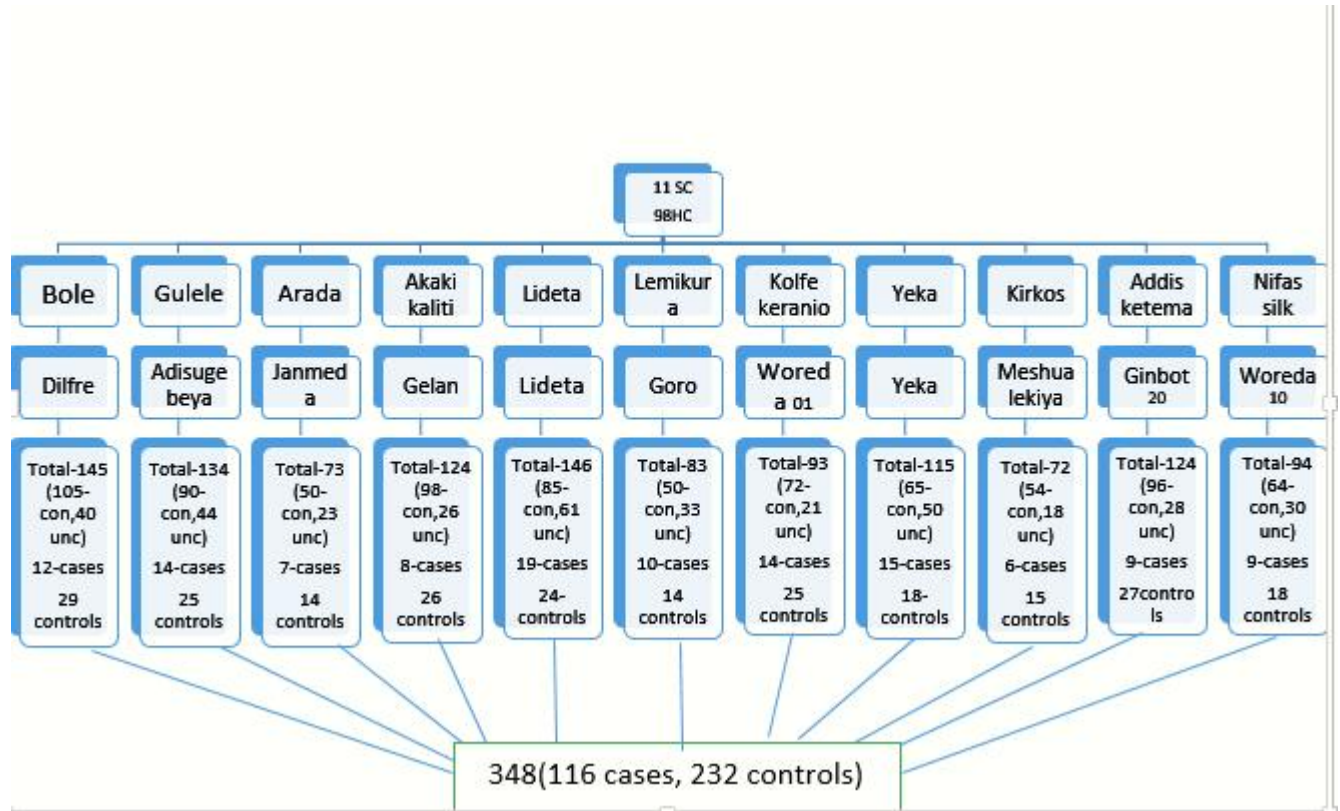 11 SC
98HC
Bole
Gulele
Arada
Akaki
kaliti
Lideta
Lemikur
a
Kolfe
keranio
Yeka
Kirkos
Addis
ketema
Nifas
silk
Dilfre
Adisuge
beya
Janmed
a
Gelan
Lideta
Goro
Wored
a 01
Yeka
Meshua
lekiya
Ginbot
20
Woreda
10
Total-145
(105-
con,40
unc)
12-cases
29
controls
Total-134
(90-
con,44
unc)
14-cases
25
controls
Total-73
(50-
con,23
unc)
7-cases
14
controls
Total-124
(98-
con,26
unc)
8-cases
26
controls
Total-146
(85-
con,61
unc)
19-cases
24-
controls
Total-83
(50-
con,33
unc)
10-cases
14
controls
Total-93
(72-
con,21
unc)
14-cases
25
controls
Total-115
(65-
con,50
unc)
15-cases
18-
controls
Total-72
(54-
con,18
unc)
6-cases
15
controls
Total-124
(96-
con,28
unc)
9-cases
27contro
ls
Total-94
(64-
con,30
unc)
9-cases
18
controls
348(116 cases, 232 controls)